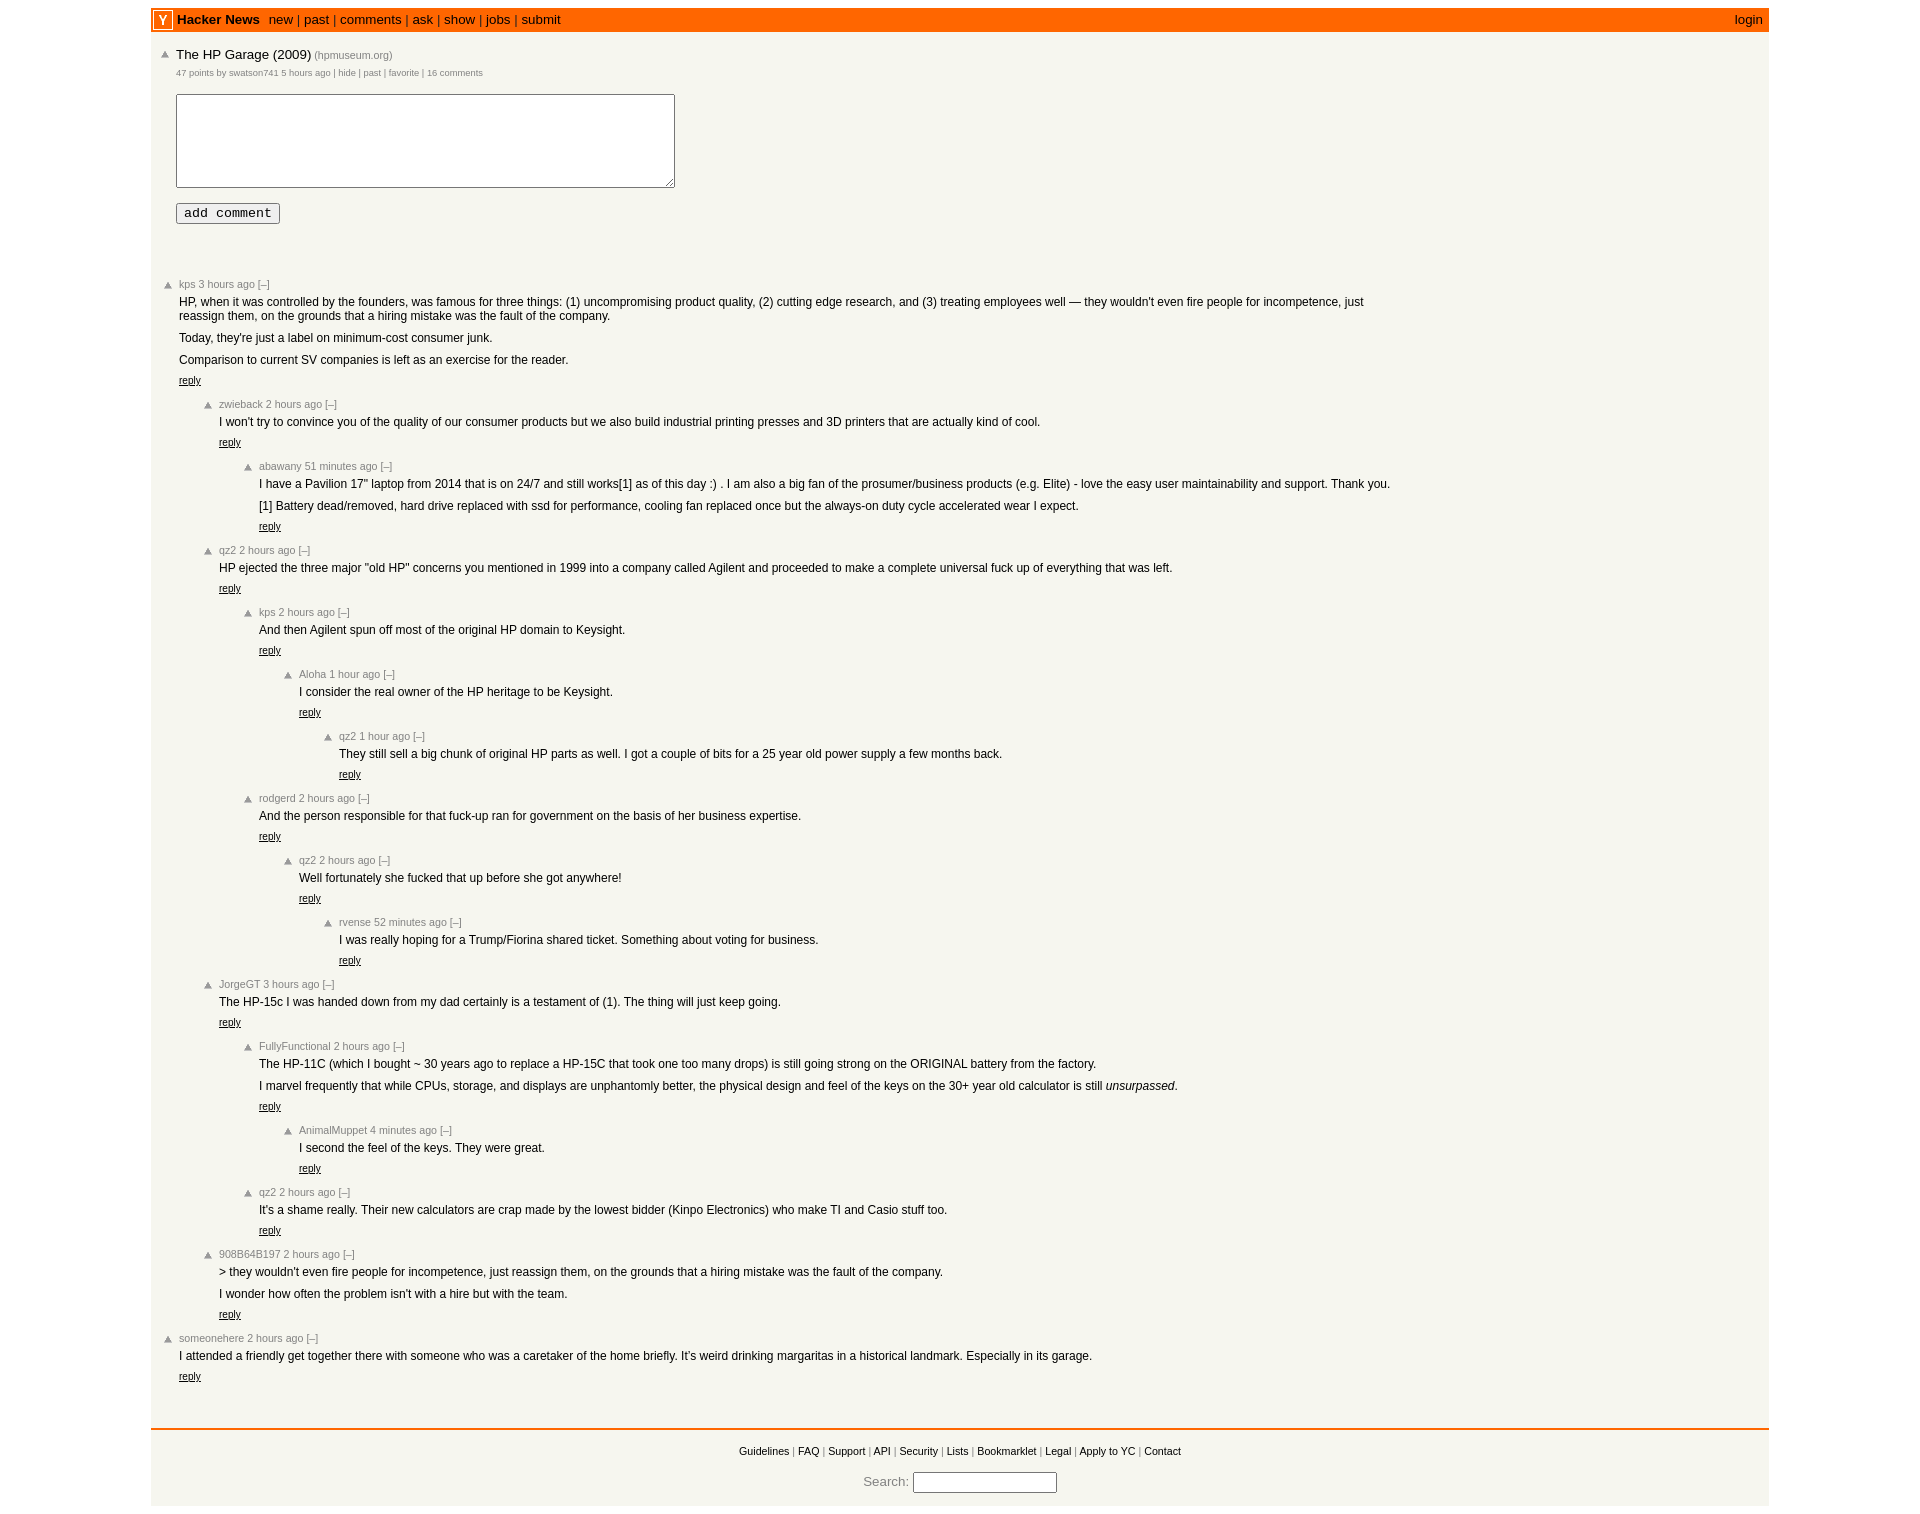 Y Hacker News new | past | comments | ask | show | jobs | submit login
The HP Garage (2009) (hpmuseum.org)
47 points by swatson741 5 hours ago | hide | past | favorite | 16 comments
add comment
kps 3 hours ago [–]
HP, when it was controlled by the founders, was famous for three things: (1) uncompromising product quality, (2) cutting edge research, and (3) treating employees well — they wouldn't even fire people for incompetence, just
reassign them, on the grounds that a hiring mistake was the fault of the company.
Today, they're just a label on minimum-cost consumer junk.
Comparison to current SV companies is left as an exercise for the reader.
reply
zwieback 2 hours ago [–]
I won't try to convince you of the quality of our consumer products but we also build industrial printing presses and 3D printers that are actually kind of cool.
reply
abawany 51 minutes ago [–]
I have a Pavilion 17" laptop from 2014 that is on 24/7 and still works[1] as of this day :) . I am also a big fan of the prosumer/business products (e.g. Elite) - love the easy user maintainability and support. Thank you.
[1] Battery dead/removed, hard drive replaced with ssd for performance, cooling fan replaced once but the always-on duty cycle accelerated wear I expect.
reply
qz2 2 hours ago [–]
HP ejected the three major "old HP" concerns you mentioned in 1999 into a company called Agilent and proceeded to make a complete universal fuck up of everything that was left.
reply
kps 2 hours ago [–]
And then Agilent spun off most of the original HP domain to Keysight.
reply
Aloha 1 hour ago [–]
I consider the real owner of the HP heritage to be Keysight.
reply
qz2 1 hour ago [–]
They still sell a big chunk of original HP parts as well. I got a couple of bits for a 25 year old power supply a few months back.
reply
rodgerd 2 hours ago [–]
And the person responsible for that fuck-up ran for government on the basis of her business expertise.
reply
qz2 2 hours ago [–]
Well fortunately she fucked that up before she got anywhere!
reply
rvense 52 minutes ago [–]
I was really hoping for a Trump/Fiorina shared ticket. Something about voting for business.
reply
JorgeGT 3 hours ago [–]
The HP-15c I was handed down from my dad certainly is a testament of (1). The thing will just keep going.
reply
FullyFunctional 2 hours ago [–]
The HP-11C (which I bought ~ 30 years ago to replace a HP-15C that took one too many drops) is still going strong on the ORIGINAL battery from the factory.
I marvel frequently that while CPUs, storage, and displays are unphantomly better, the physical design and feel of the keys on the 30+ year old calculator is still unsurpassed.
reply
AnimalMuppet 4 minutes ago [–]
I second the feel of the keys. They were great.
reply
qz2 2 hours ago [–]
It's a shame really. Their new calculators are crap made by the lowest bidder (Kinpo Electronics) who make TI and Casio stuff too.
reply
908B64B197 2 hours ago [–]
> they wouldn't even fire people for incompetence, just reassign them, on the grounds that a hiring mistake was the fault of the company.
I wonder how often the problem isn't with a hire but with the team.
reply
someonehere 2 hours ago [–]
I attended a friendly get together there with someone who was a caretaker of the home briefly. It's weird drinking margaritas in a historical landmark. Especially in its garage.
reply
Guidelines | FAQ | Support | API | Security | Lists | Bookmarklet | Legal | Apply to YC | Contact
Search: